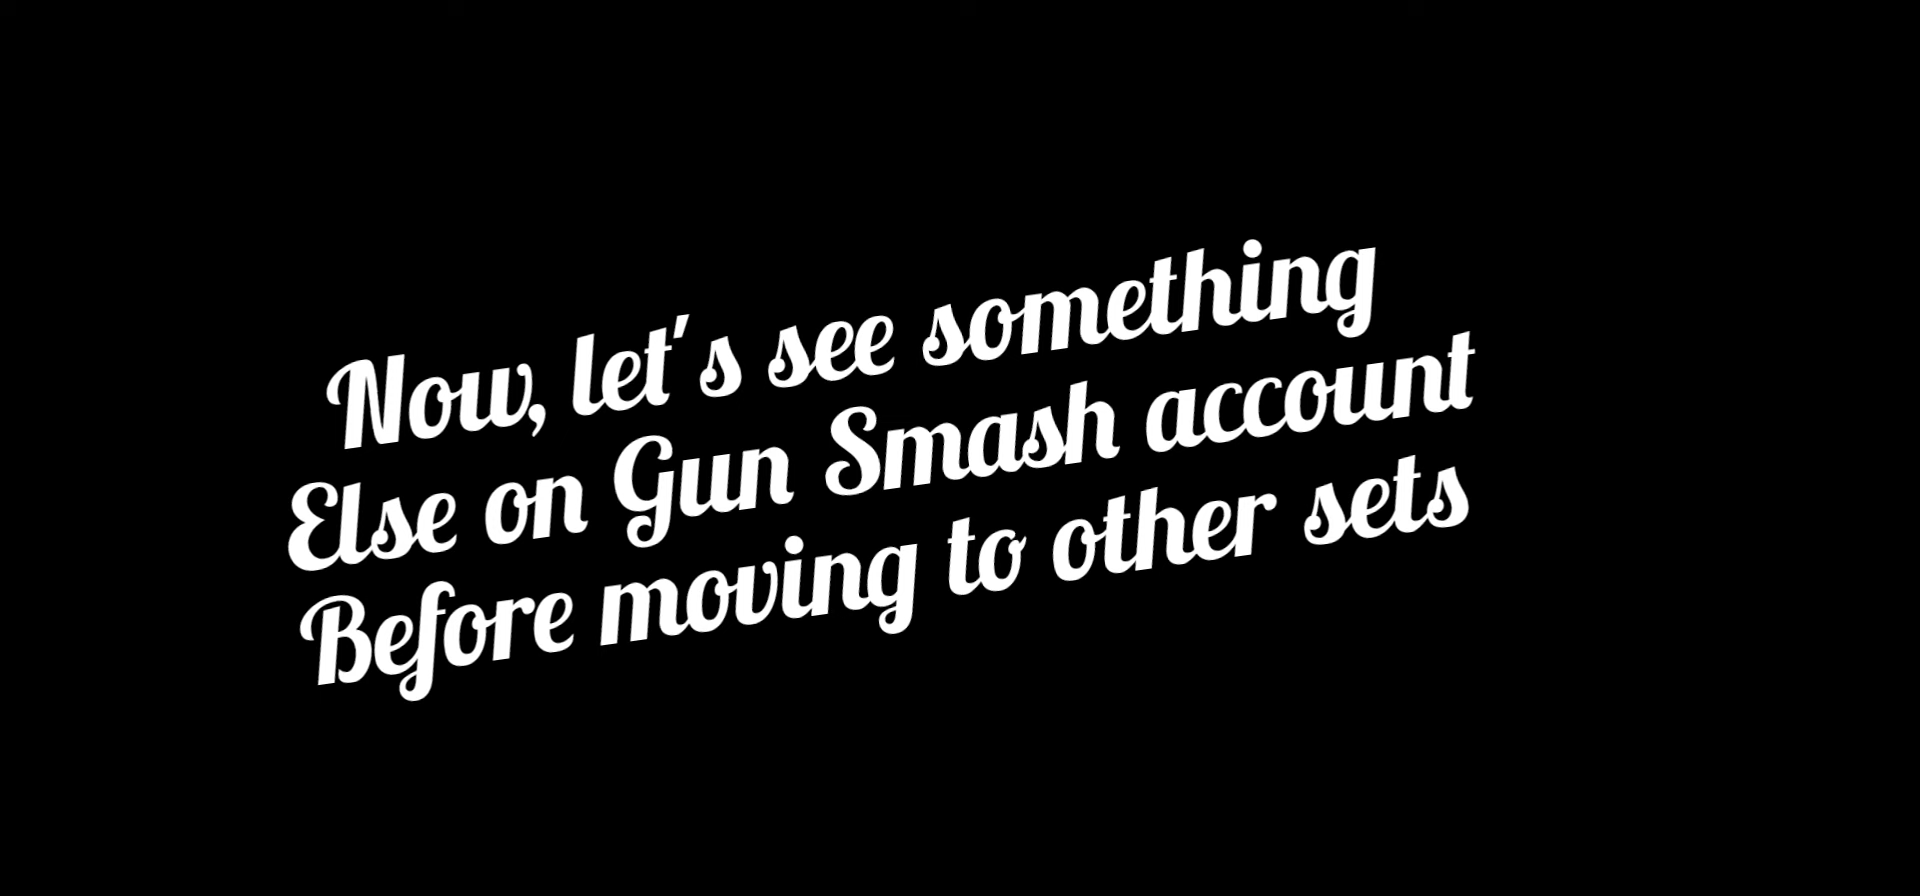 Now, let's see something
Else on Gun Smash account
Before moving to other sets